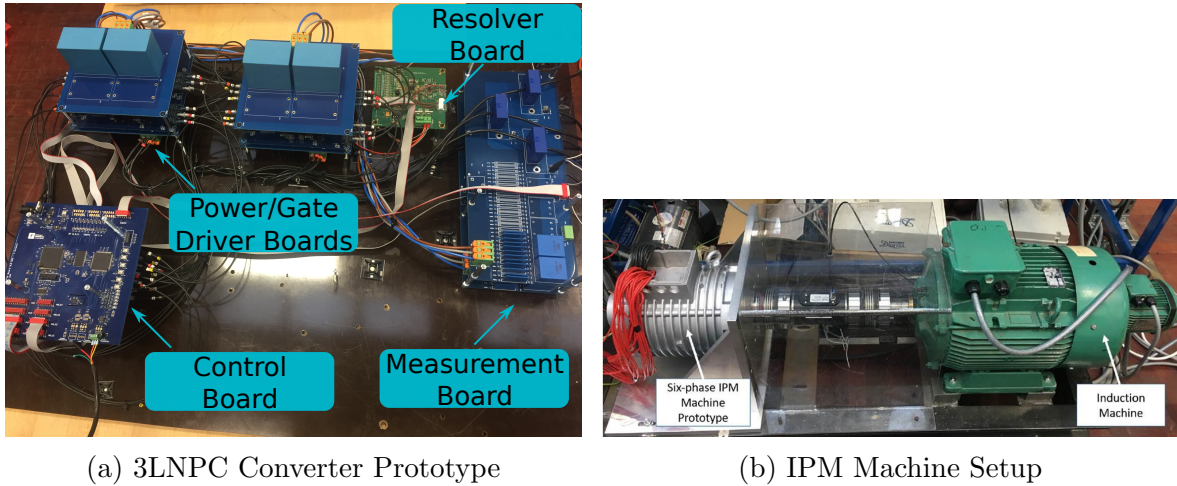 Resolver
Board
Power/Gate
Driver Boards
Control
Board
Measurement
Board
Six-phase IPM
Machine
Prototype
Induction
Machine
(a) 3LNPC Converter Prototype
(b) IPM Machine Setup